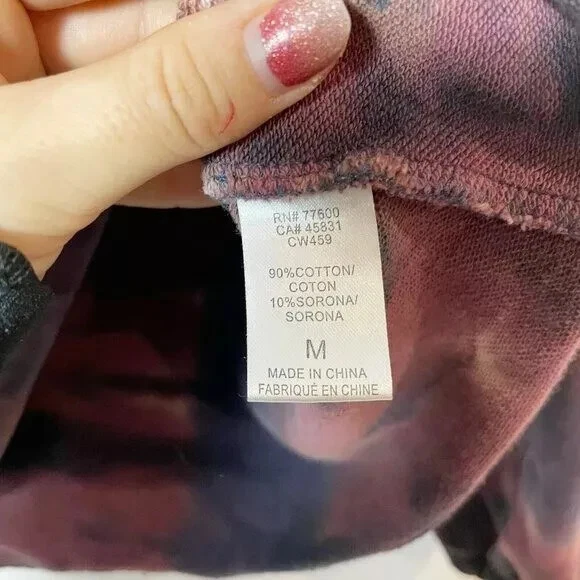 RN# 77600
CA# 45831
CW459
90%COTTON/
COTON
10%SORONA/
SORONA
M
MADE IN CHINA
FABRIQUÉ EN CHINE